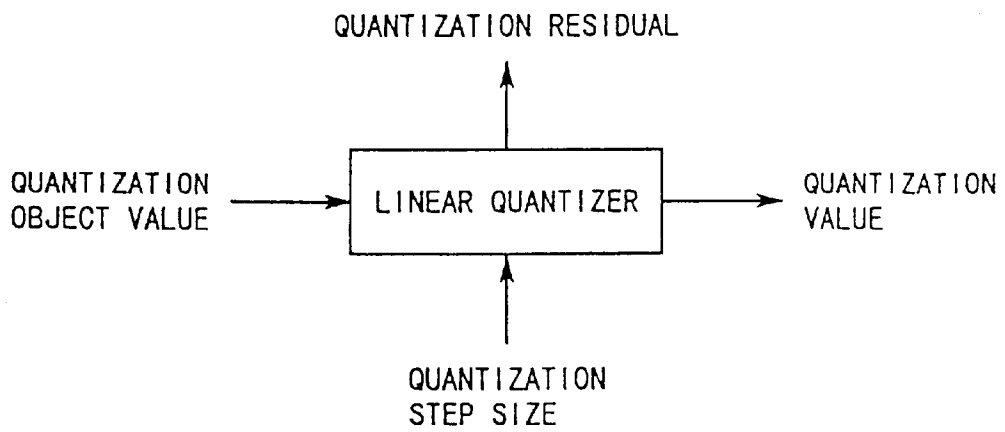 QUANTIZATION RESIDUAL
QUANTIZATION
OBJECT VALUE
LINEAR QUANTIZER
QUANTIZATION
VALUE
QUANTIZATION
STEP SIZE